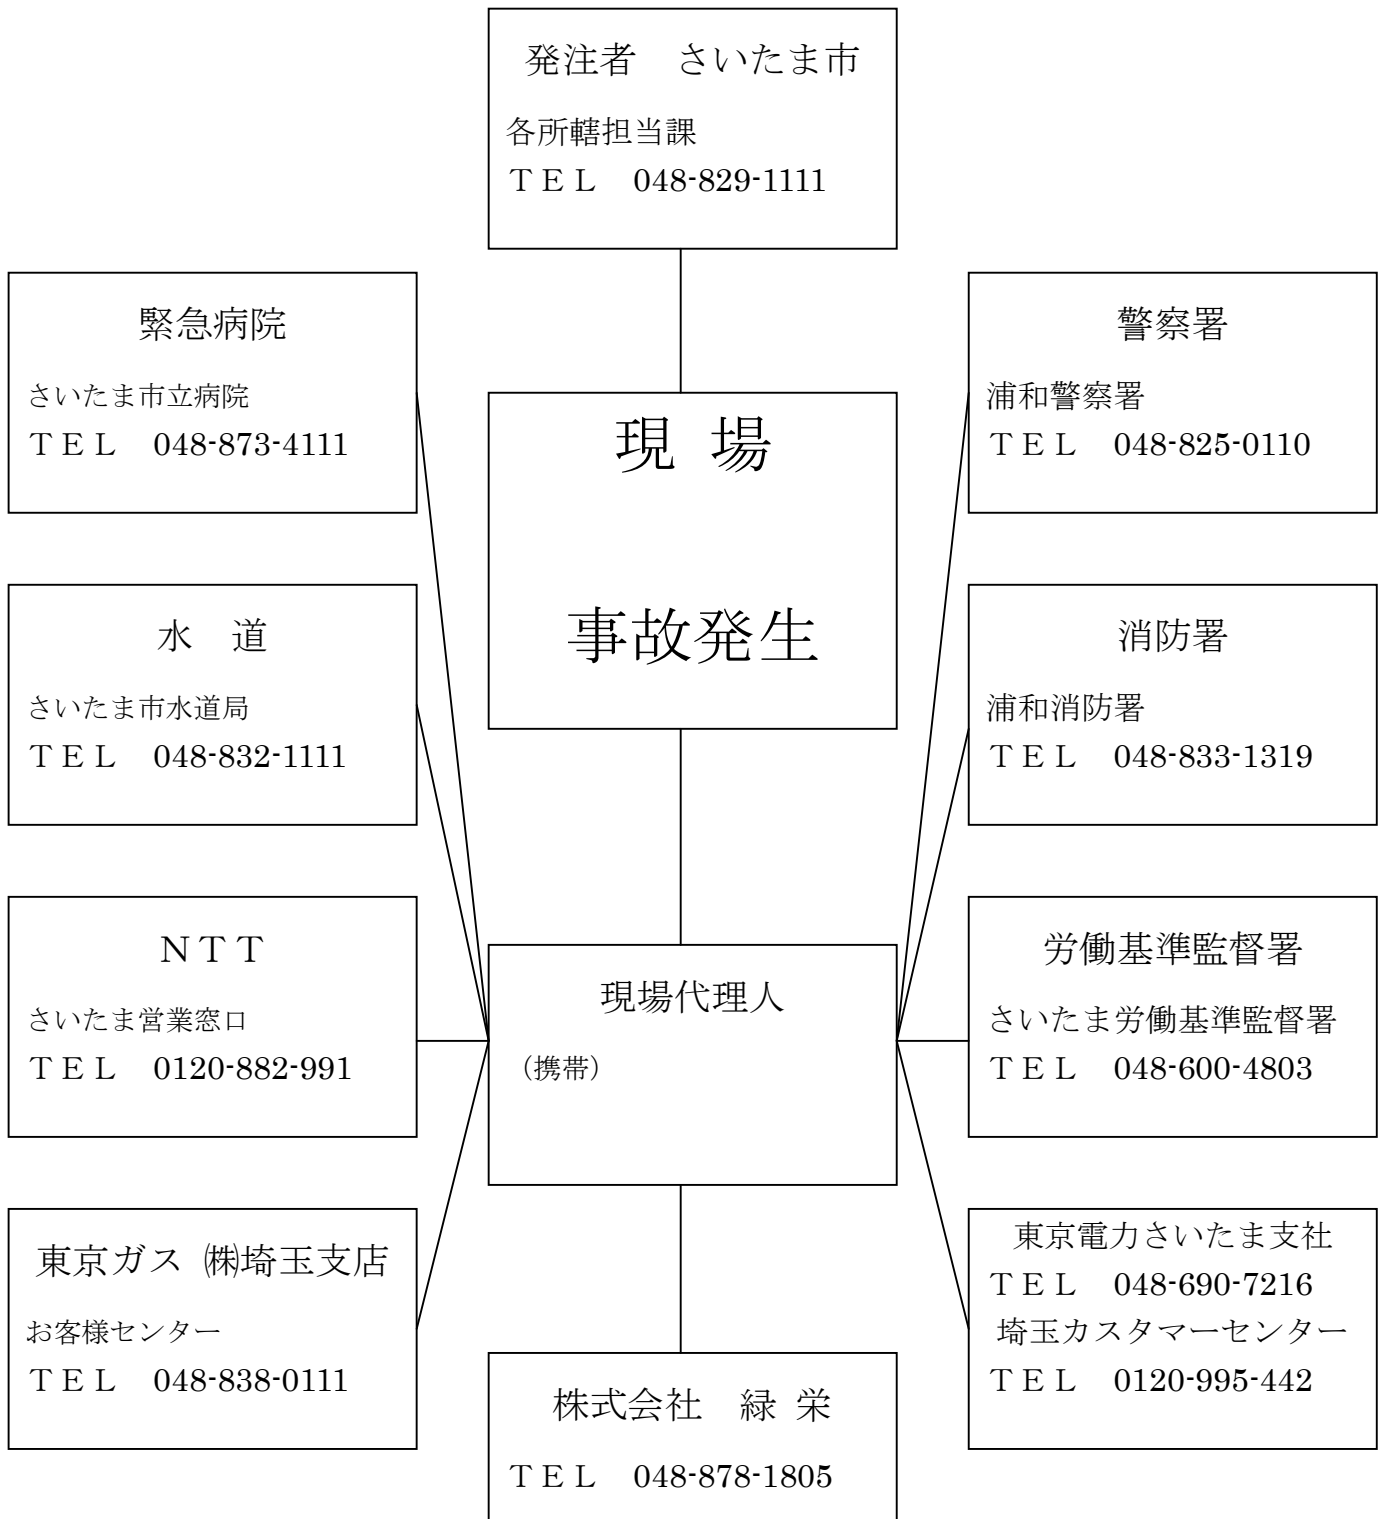 発注者　さいたま市
各所轄担当課
ＴＥＬ　048-829-1111
緊急病院
さいたま市立病院
ＴＥＬ　048-873-4111
警察署
浦和警察署
ＴＥＬ　048-825-0110
現 場
事故発生
水　道
さいたま市水道局
ＴＥＬ　048-832-1111
消防署
浦和消防署
ＴＥＬ　048-833-1319
ＮＴＴ
さいたま営業窓口
ＴＥＬ　0120-882-991
現場代理人
（携帯）
労働基準監督署
さいたま労働基準監督署
ＴＥＬ　048-600-4803
東京ガス ㈱埼玉支店
お客様センター
ＴＥＬ　048-838-0111
東京電力さいたま支社
ＴＥＬ　048-690-7216
埼玉カスタマーセンター
ＴＥＬ　0120-995-442
株式会社　緑 栄
ＴＥＬ　048-878-1805